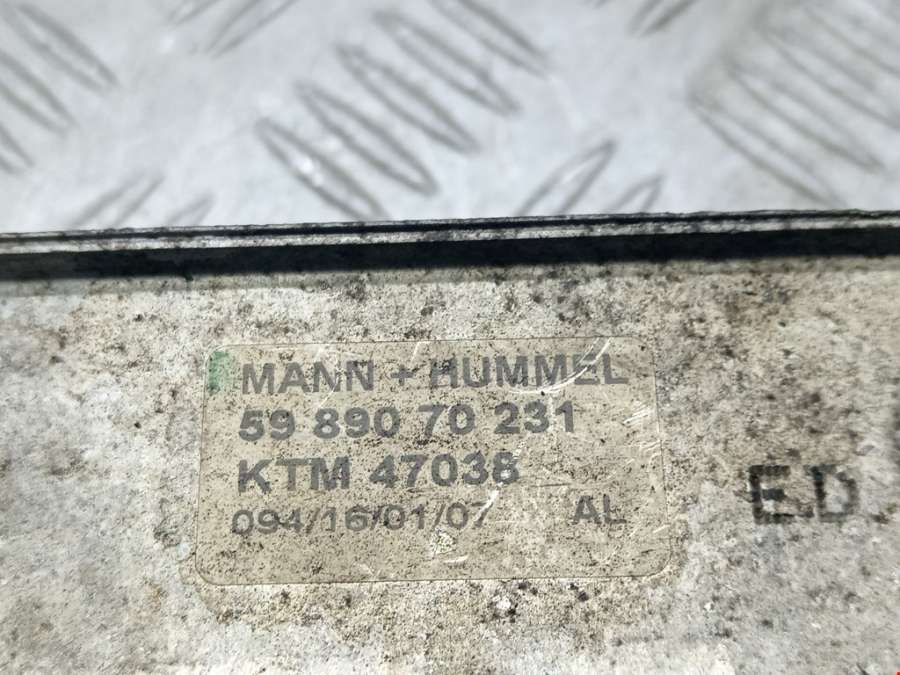 MANN + HUMMEL
59 890 70 231
KTM 47038
094/16/01/07 AL
ED